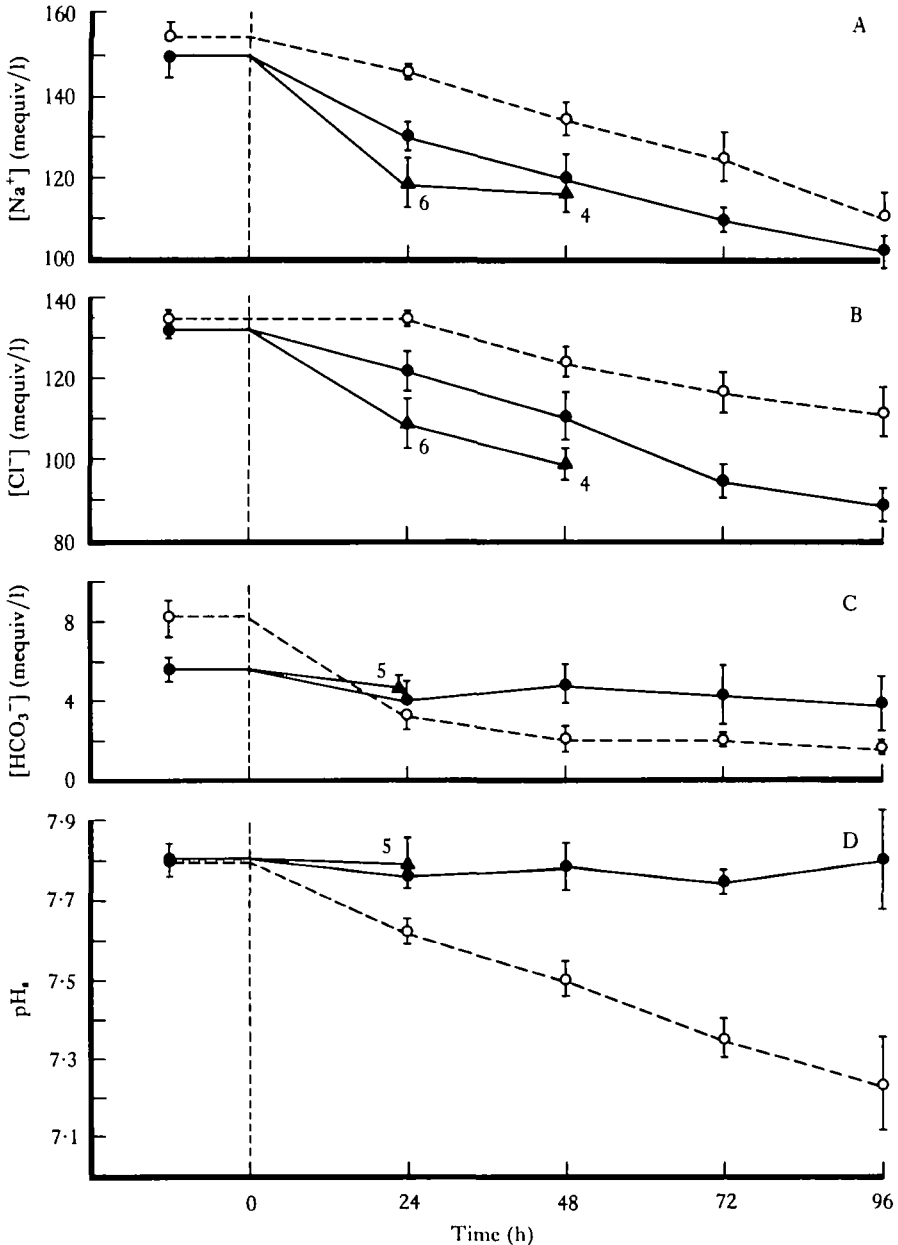 160
140
120
100
[Na⁺] (mequiv/l)
A
6
4
140
120
100
80
[Cl⁻] (mequiv/l)
B
6
4
8
4
0
[HCO₃⁻] (mequiv/l)
C
5
7·9
7·7
7·5
7·3
7·1
pHₐ
D
5
0 24 48 72 96
Time (h)